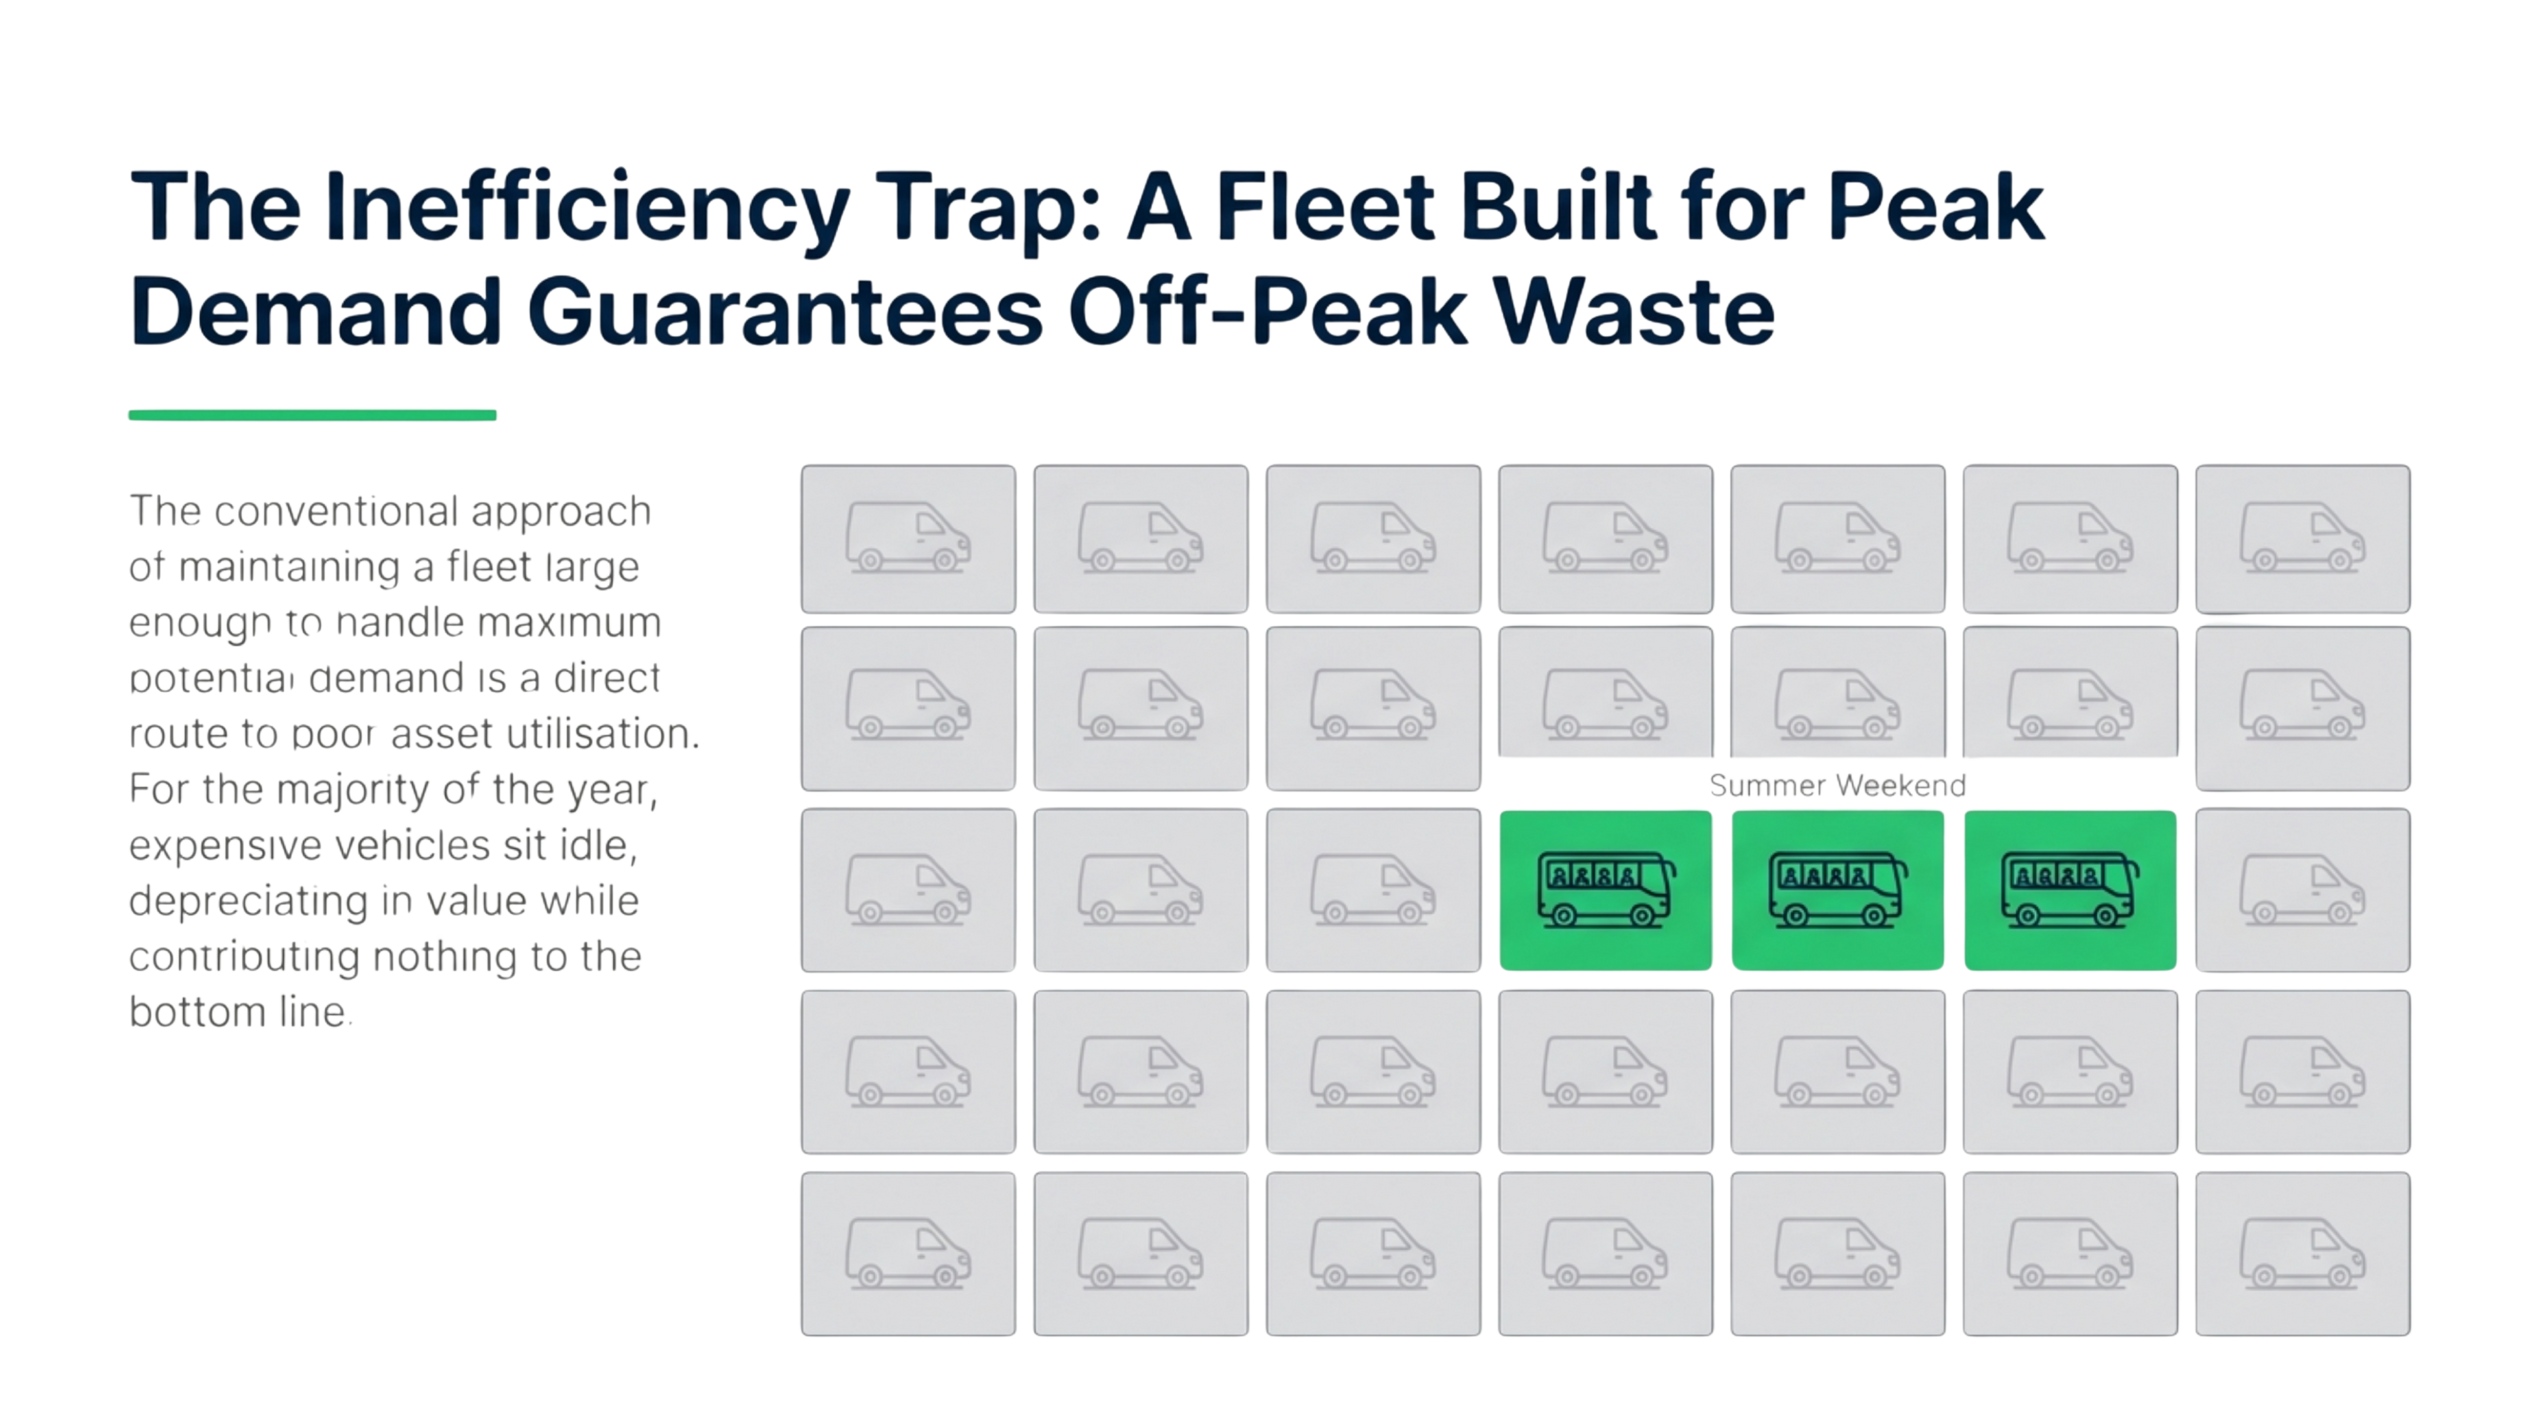 The Inefficiency Trap: A Fleet Built for Peak
Demand Guarantees Off-Peak Waste
The conventional approach
of maintaining a fleet large
enough to handle maximum
potential demand is a direct
route to poor asset utilisation.
For the majority of the year,
expensive vehicles sit idle,
depreciating in value while
contributing nothing to the
bottom line.
Summer Weekend